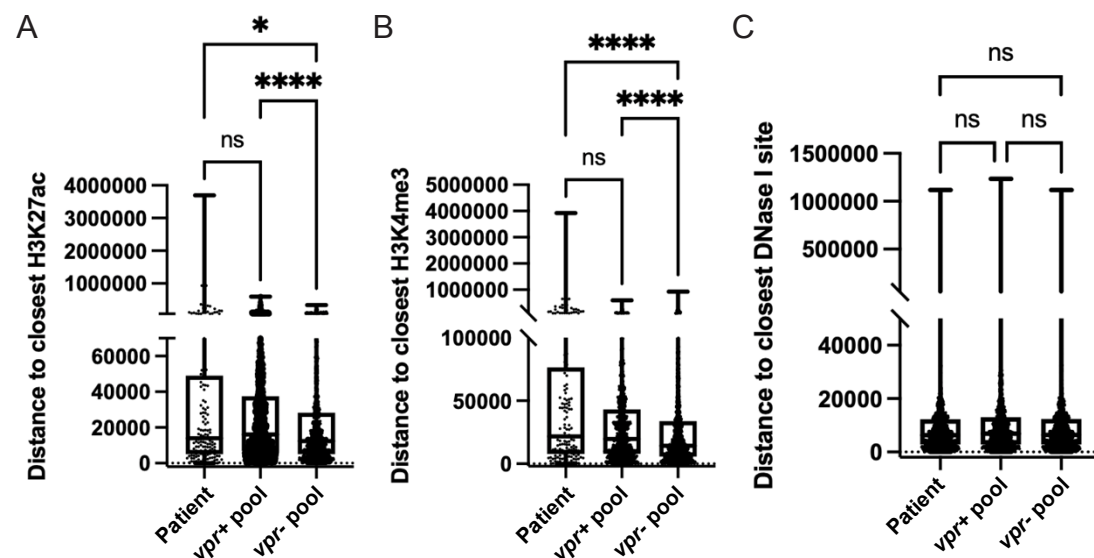 A
B
C
*
****
ns
Distance to closest H3K27ac
4000000
3000000
2000000
1000000
60000
40000
20000
0
Patient
vpr+ pool
vpr- pool
****
****
ns
Distance to closest H3K4me3
5000000
4000000
3000000
2000000
1000000
100000
50000
0
Patient
vpr+ pool
vpr- pool
ns
ns
ns
Distance to closest DNase I site
1500000
1000000
500000
40000
20000
0
Patient
vpr+ pool
vpr- pool